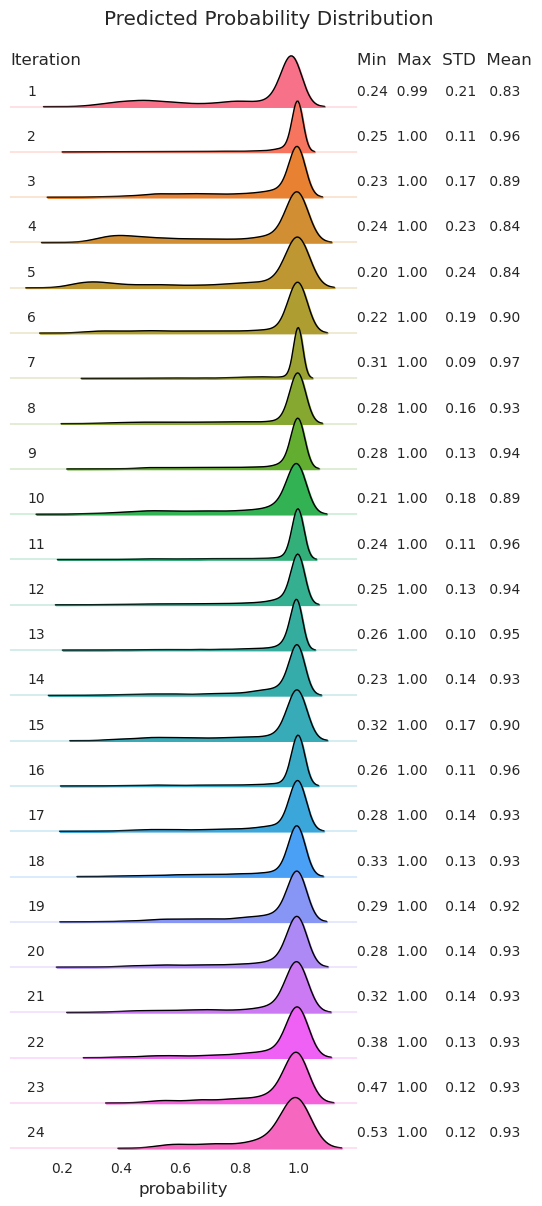 Predicted Probability Distribution
Iteration Min Max STD Mean
1 0.24 0.99 0.21 0.83
2 0.25 1.00 0.11 0.96
3 0.23 1.00 0.17 0.89
4 0.24 1.00 0.23 0.84
5 0.20 1.00 0.24 0.84
6 0.22 1.00 0.19 0.90
7 0.31 1.00 0.09 0.97
8 0.28 1.00 0.16 0.93
9 0.28 1.00 0.13 0.94
10 0.21 1.00 0.18 0.89
11 0.24 1.00 0.11 0.96
12 0.25 1.00 0.13 0.94
13 0.26 1.00 0.10 0.95
14 0.23 1.00 0.14 0.93
15 0.32 1.00 0.17 0.90
16 0.26 1.00 0.11 0.96
17 0.28 1.00 0.14 0.93
18 0.33 1.00 0.13 0.93
19 0.29 1.00 0.14 0.92
20 0.28 1.00 0.14 0.93
21 0.32 1.00 0.14 0.93
22 0.38 1.00 0.13 0.93
23 0.47 1.00 0.12 0.93
24 0.53 1.00 0.12 0.93
0.2 0.4 0.6 0.8 1.0
probability